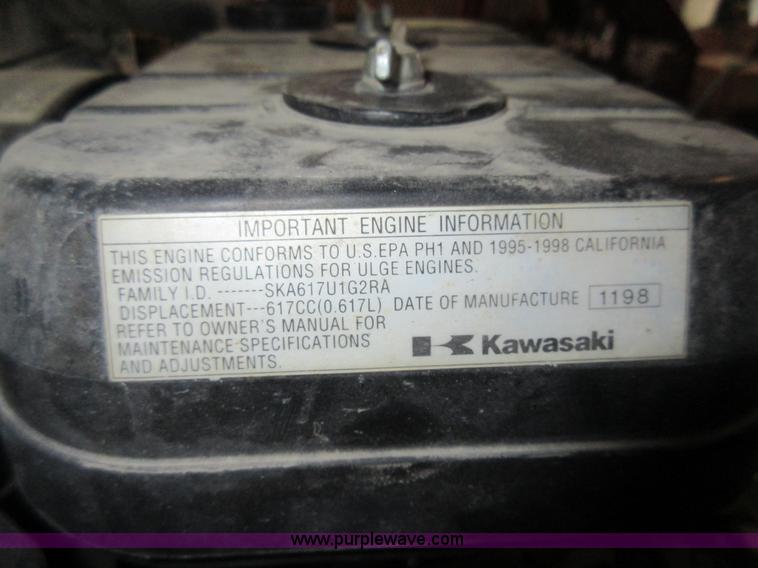 IMPORTANT ENGINE INFORMATION
THIS ENGINE CONFORMS TO U.S.EPA PH1 AND 1995-1998 CALIFORNIA
EMISSION REGULATIONS FOR ULGE ENGINES.
FAMILY I.D. -------SKA617U1G2RA
DISPLACEMENT---617CC(0.617L) DATE OF MANUFACTURE 1198
REFER TO OWNER'S MANUAL FOR
MAINTENANCE SPECIFICATIONS
AND ADJUSTMENTS.
Kawasaki
www.purplewave.com